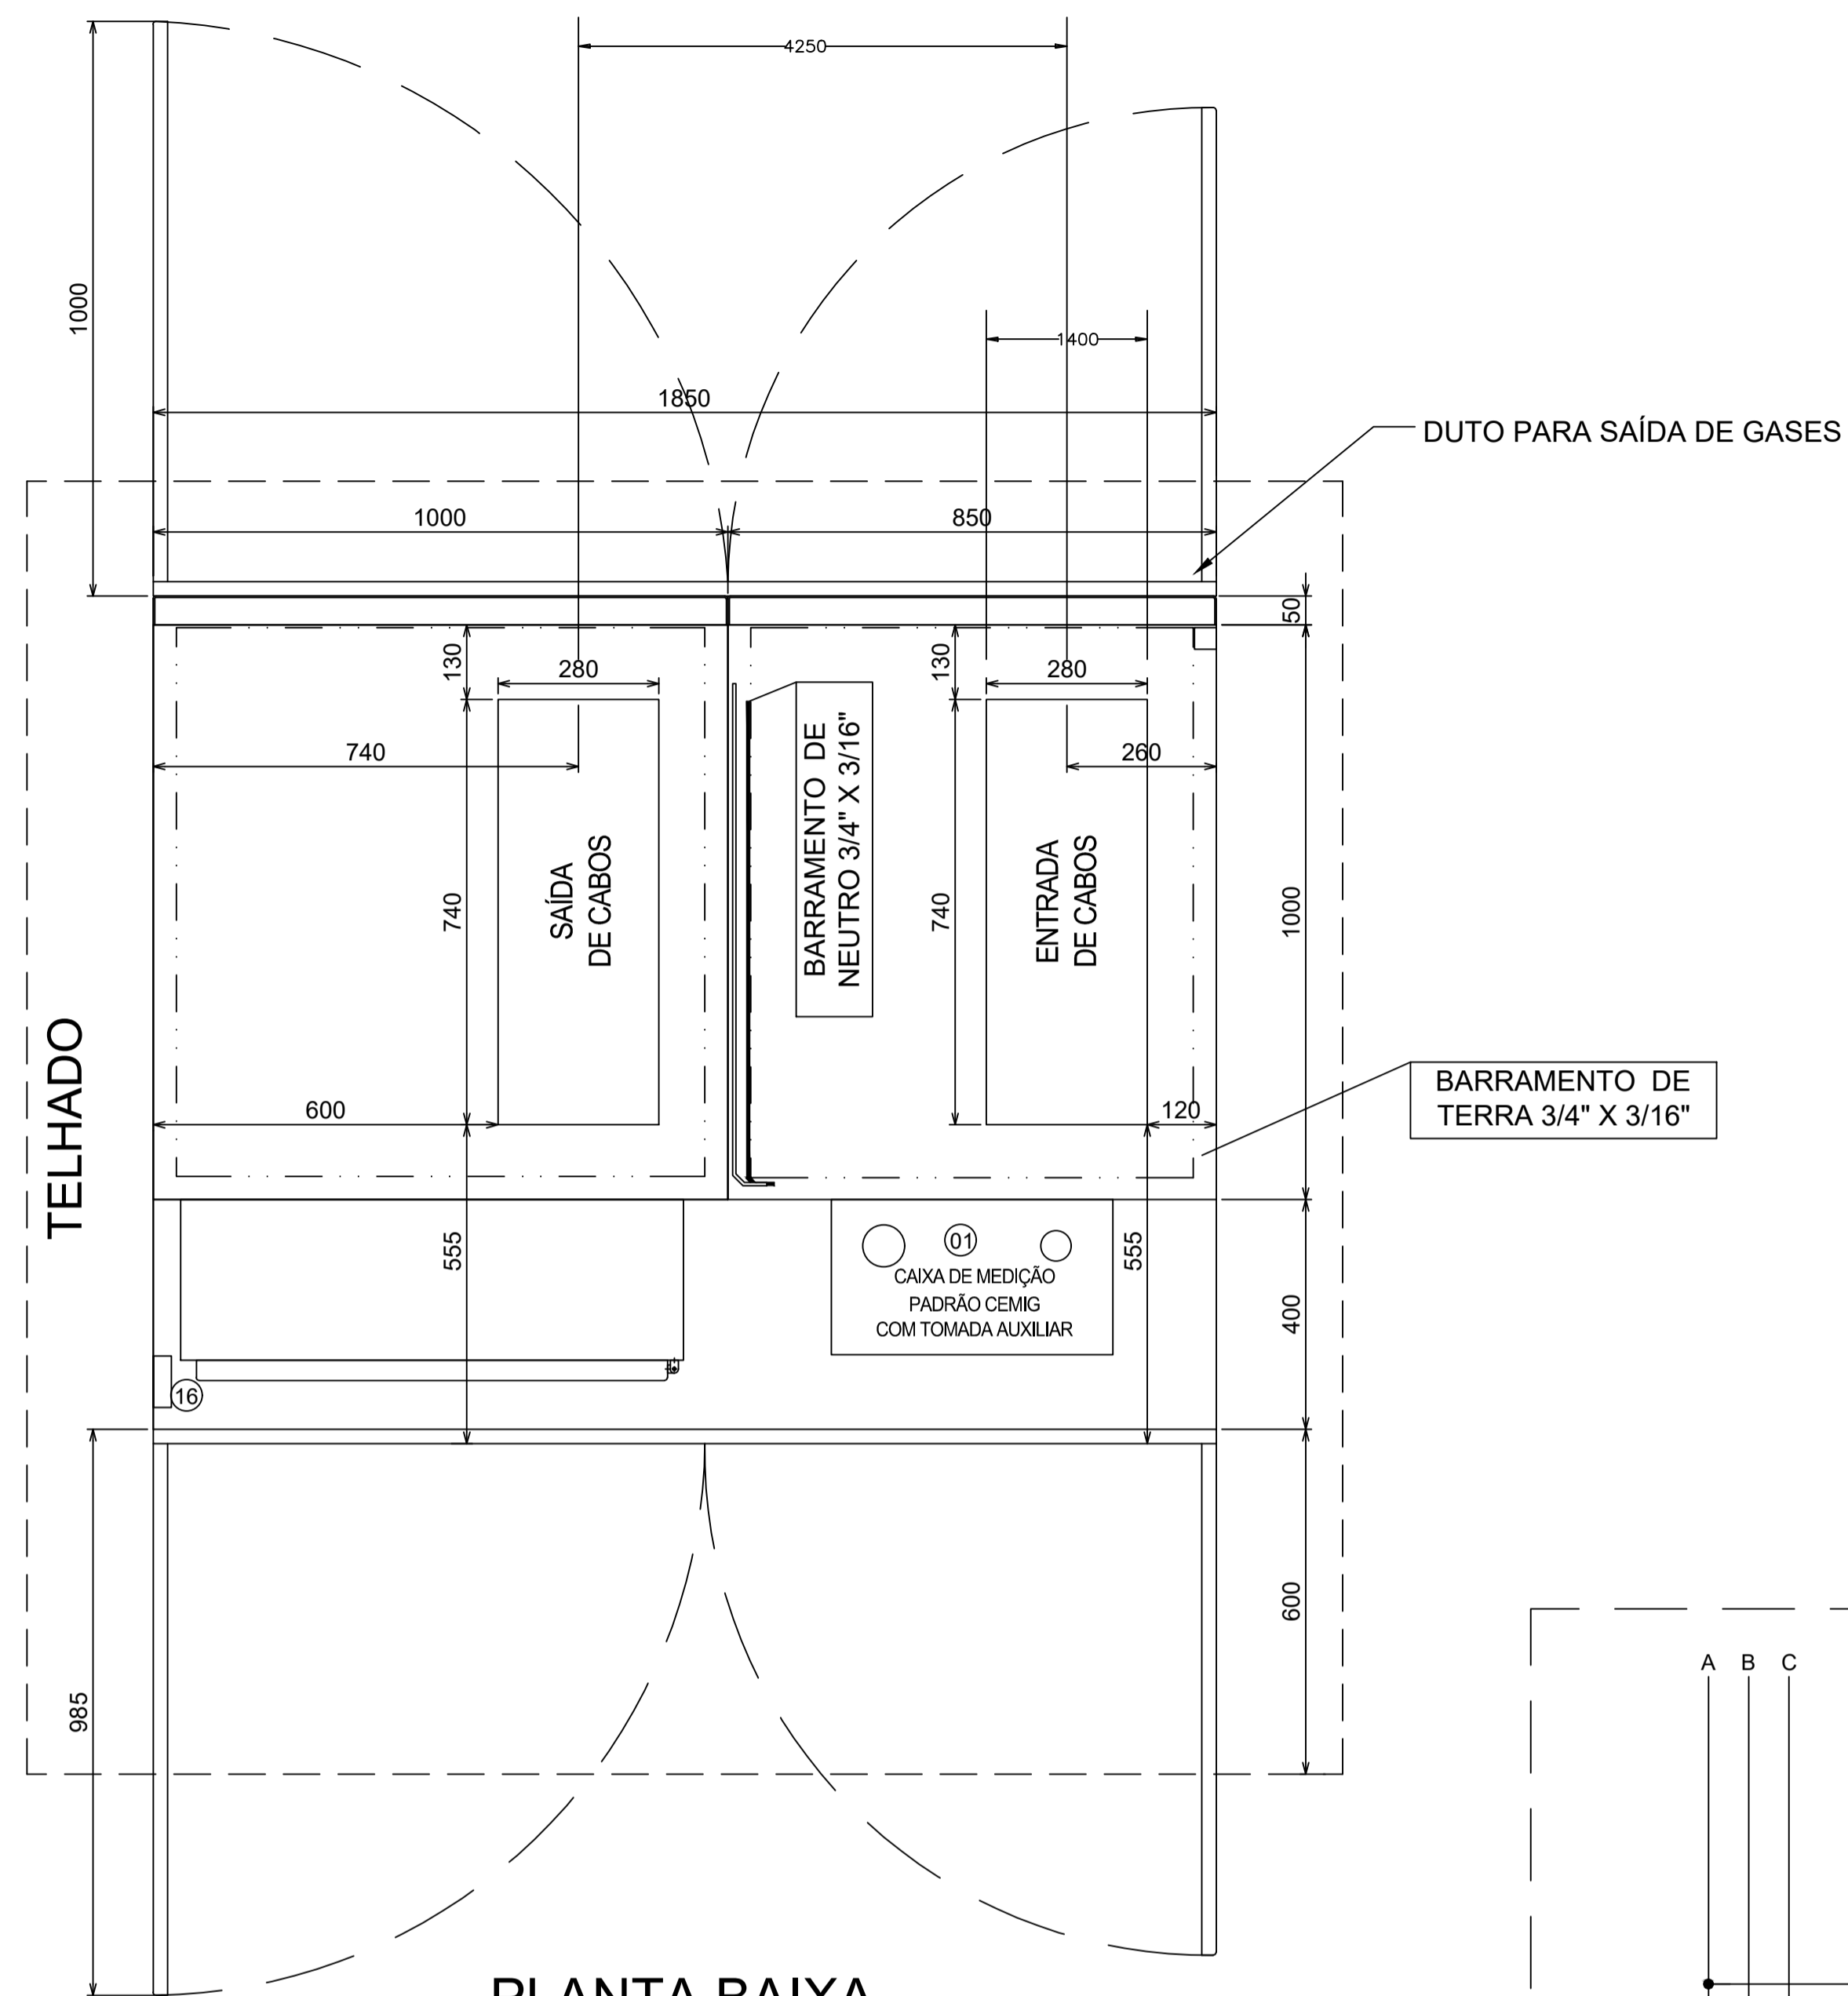 4250
1000
1400
1850
DUTO PARA SAÍDA DE GASES
1000
850
50
130
280
130
280
740
260
BARRAMENTO DE
NEUTRO 3/4" X 3/16"
SAÍDA
DE CABOS
ENTRADA
DE CABOS
740
740
1000
TELHADO
BARRAMENTO DE
TERRA 3/4" X 3/16"
600
120
555
01
CAIXA DE MEDIÇÃO
PADRÃO CEMIG
COM TOMADA AUXILIAR
555
400
16
600
985
A B C
PLANTA BAIXA